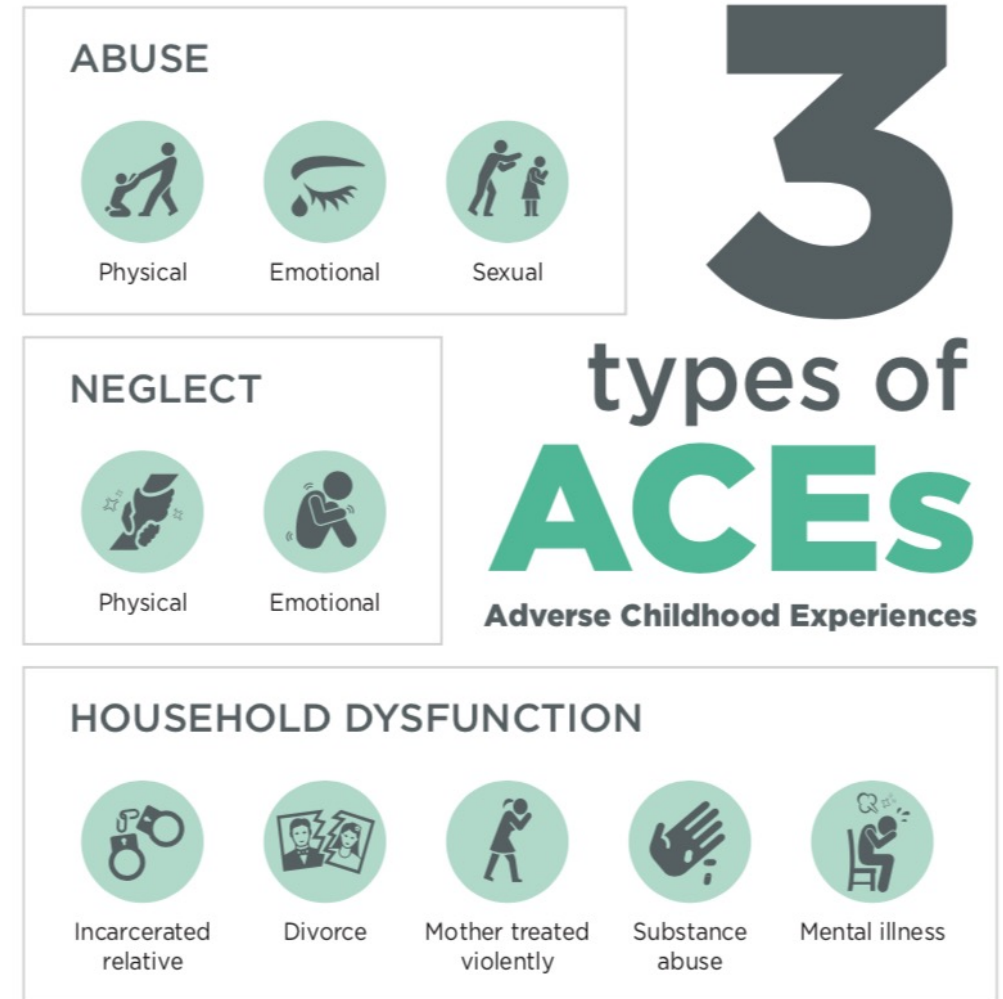 3
types of
ACEs
Adverse Childhood Experiences
ABUSE
Physical
Emotional
Sexual
NEGLECT
Physical
Emotional
HOUSEHOLD DYSFUNCTION
Incarcerated
relative
Divorce
Mother treated
violently
Substance
abuse
Mental illness